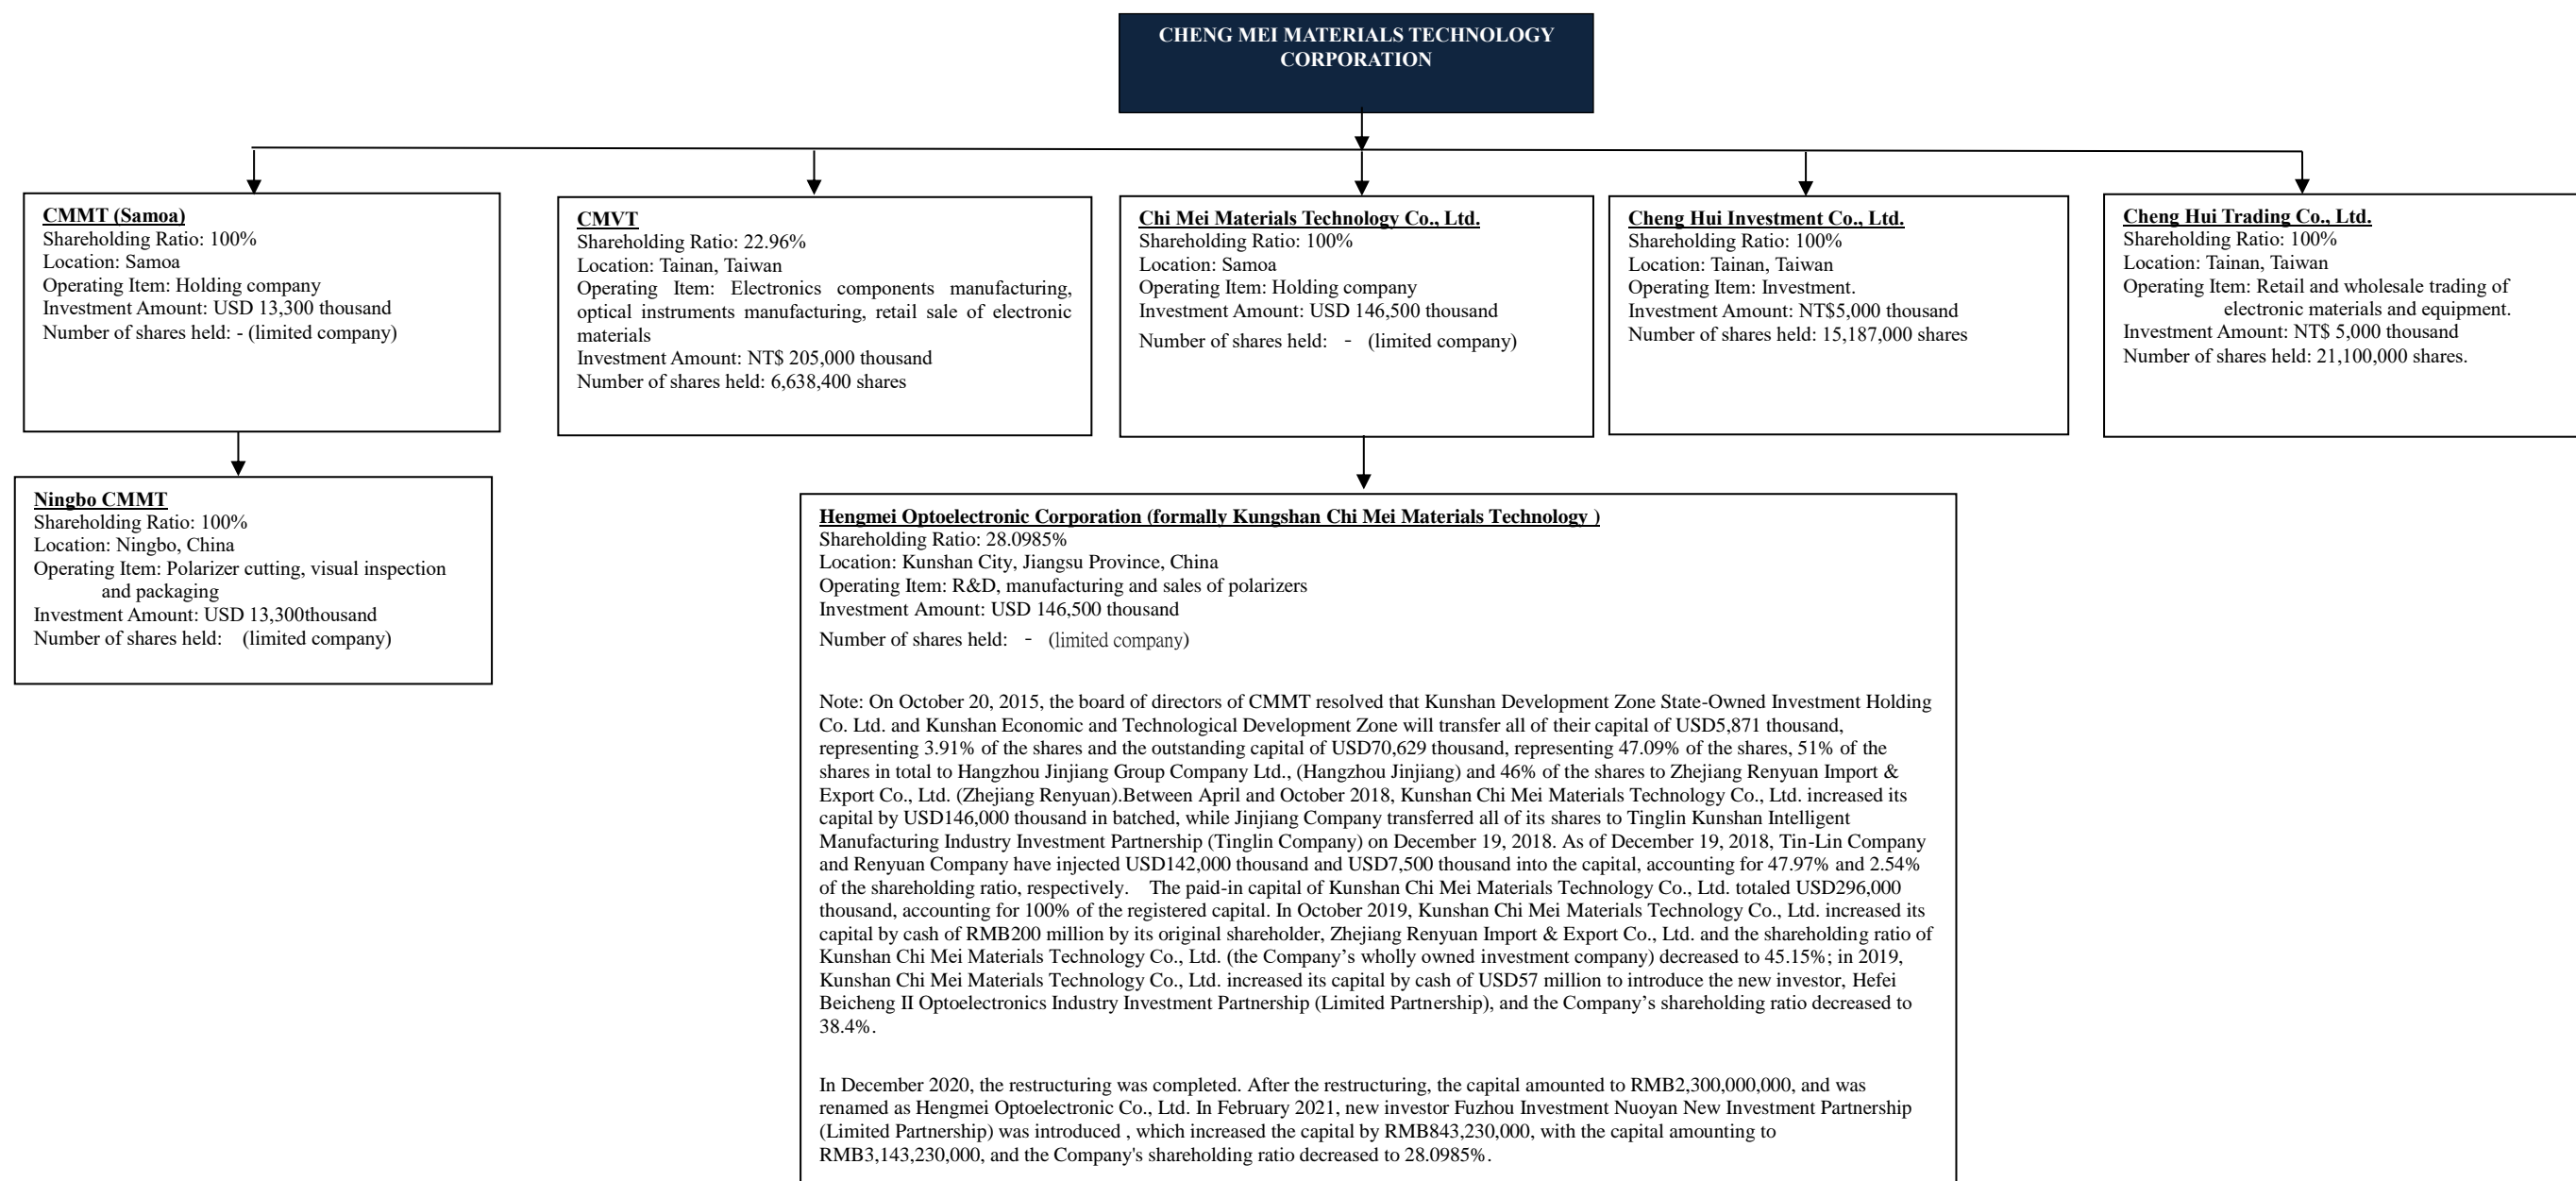 CHENG MEI MATERIALS TECHNOLOGY
CORPORATION
CMMT (Samoa)
Shareholding Ratio: 100%
Location: Samoa
Operating Item: Holding company
Investment Amount: USD 13,300 thousand
Number of shares held: - (limited company)
CMVT
Shareholding Ratio: 22.96%
Location: Tainan, Taiwan
Operating Item: Electronics components manufacturing,
optical instruments manufacturing, retail sale of electronic
materials
Investment Amount: NT$ 205,000 thousand
Number of shares held: 6,638,400 shares
Chi Mei Materials Technology Co., Ltd.
Shareholding Ratio: 100%
Location: Samoa
Operating Item: Holding company
Investment Amount: USD 146,500 thousand
Number of shares held: - (limited company)
Cheng Hui Investment Co., Ltd.
Shareholding Ratio: 100%
Location: Tainan, Taiwan
Operating Item: Investment.
Investment Amount: NT$5,000 thousand
Number of shares held: 15,187,000 shares
Cheng Hui Trading Co., Ltd.
Shareholding Ratio: 100%
Location: Tainan, Taiwan
Operating Item: Retail and wholesale trading of
electronic materials and equipment.
Investment Amount: NT$ 5,000 thousand
Number of shares held: 21,100,000 shares.
Ningbo CMMT
Shareholding Ratio: 100%
Location: Ningbo, China
Operating Item: Polarizer cutting, visual inspection
and packaging
Investment Amount: USD 13,300thousand
Number of shares held: (limited company)
Hengmei Optoelectronic Corporation (formally Kungshan Chi Mei Materials Technology )
Shareholding Ratio: 28.0985%
Location: Kunshan City, Jiangsu Province, China
Operating Item: R&D, manufacturing and sales of polarizers
Investment Amount: USD 146,500 thousand
Number of shares held: - (limited company)
Note: On October 20, 2015, the board of directors of CMMT resolved that Kunshan Development Zone State-Owned Investment Holding
Co. Ltd. and Kunshan Economic and Technological Development Zone will transfer all of their capital of USD5,871 thousand,
representing 3.91% of the shares and the outstanding capital of USD70,629 thousand, representing 47.09% of the shares, 51% of the
shares in total to Hangzhou Jinjiang Group Company Ltd., (Hangzhou Jinjiang) and 46% of the shares to Zhejiang Renyuan Import &
Export Co., Ltd. (Zhejiang Renyuan).Between April and October 2018, Kunshan Chi Mei Materials Technology Co., Ltd. increased its
capital by USD146,000 thousand in batched, while Jinjiang Company transferred all of its shares to Tinglin Kunshan Intelligent
Manufacturing Industry Investment Partnership (Tinglin Company) on December 19, 2018. As of December 19, 2018, Tin-Lin Company
and Renyuan Company have injected USD142,000 thousand and USD7,500 thousand into the capital, accounting for 47.97% and 2.54%
of the shareholding ratio, respectively. The paid-in capital of Kunshan Chi Mei Materials Technology Co., Ltd. totaled USD296,000
thousand, accounting for 100% of the registered capital. In October 2019, Kunshan Chi Mei Materials Technology Co., Ltd. increased its
capital by cash of RMB200 million by its original shareholder, Zhejiang Renyuan Import & Export Co., Ltd. and the shareholding ratio of
Kunshan Chi Mei Materials Technology Co., Ltd. (the Company’s wholly owned investment company) decreased to 45.15%; in 2019,
Kunshan Chi Mei Materials Technology Co., Ltd. increased its capital by cash of USD57 million to introduce the new investor, Hefei
Beicheng II Optoelectronics Industry Investment Partnership (Limited Partnership), and the Company’s shareholding ratio decreased to
38.4%.
In December 2020, the restructuring was completed. After the restructuring, the capital amounted to RMB2,300,000,000, and was
renamed as Hengmei Optoelectronic Co., Ltd. In February 2021, new investor Fuzhou Investment Nuoyan New Investment Partnership
(Limited Partnership) was introduced , which increased the capital by RMB843,230,000, with the capital amounting to
RMB3,143,230,000, and the Company's shareholding ratio decreased to 28.0985%.